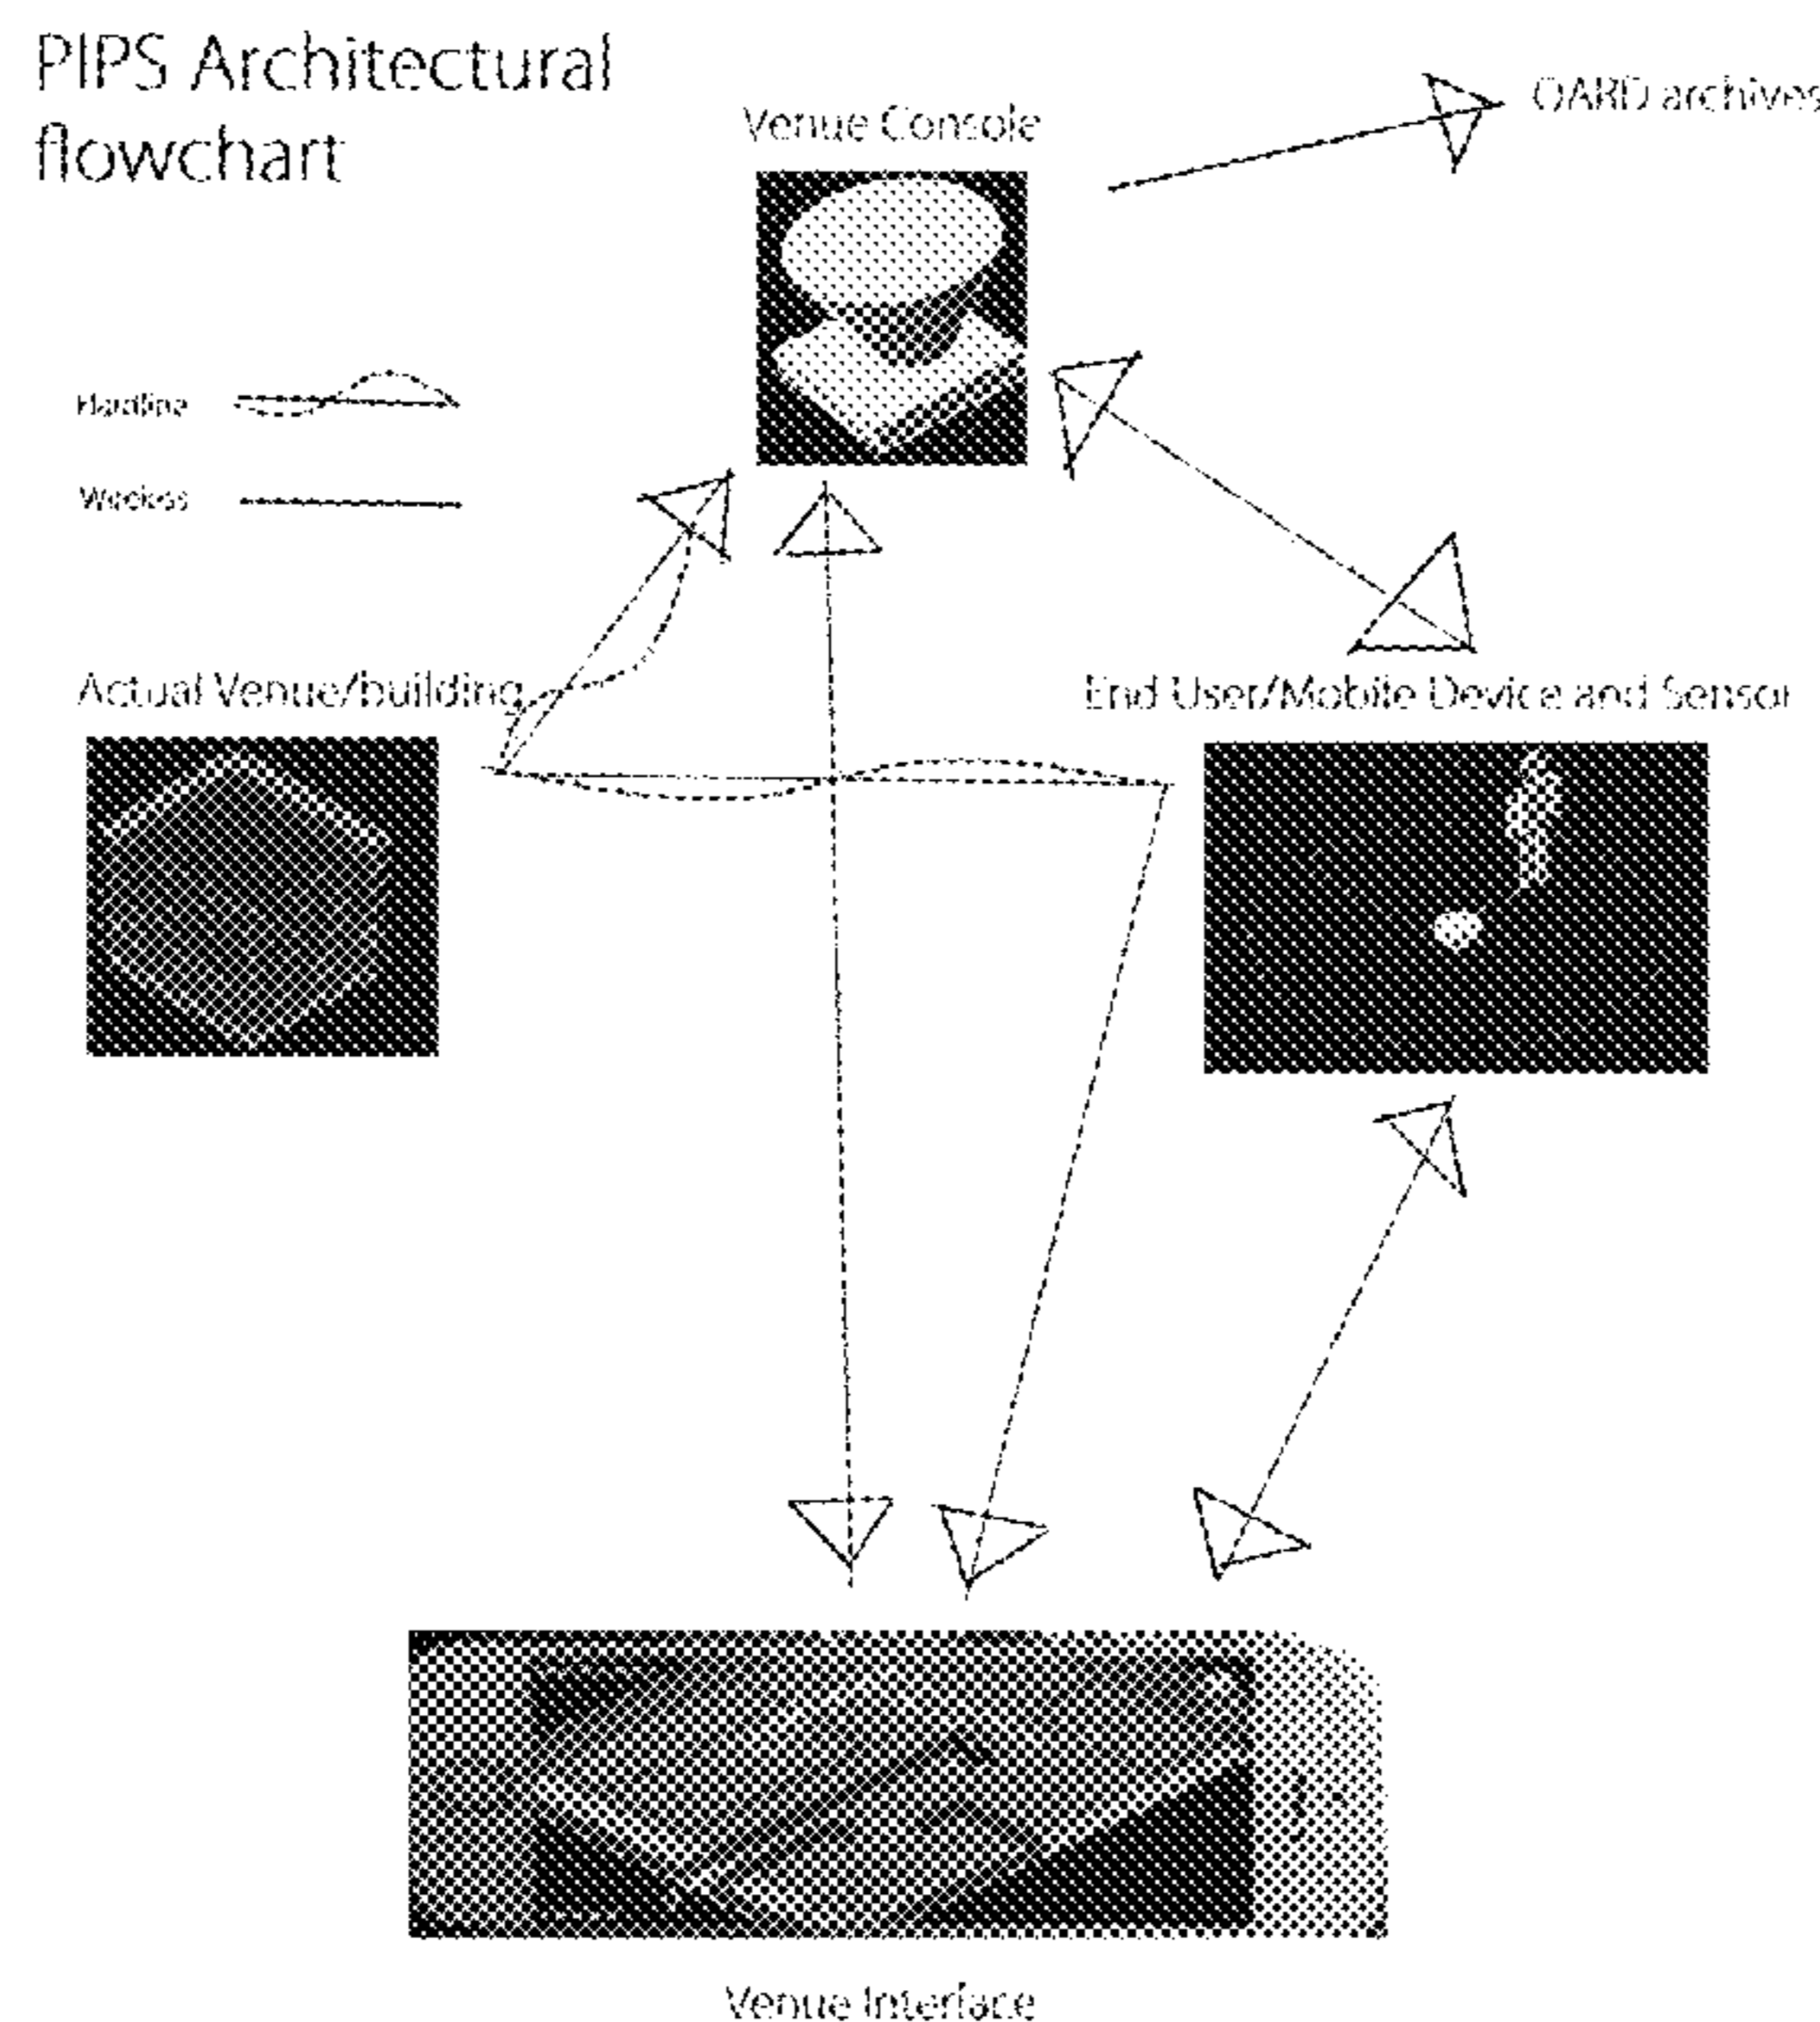 PIPS Architectural
flowchart
Venue Console
OARD archives
Hardline
Wireless
Actual Venue/building
End User/Mobile Device and Sensor
Venue Interface